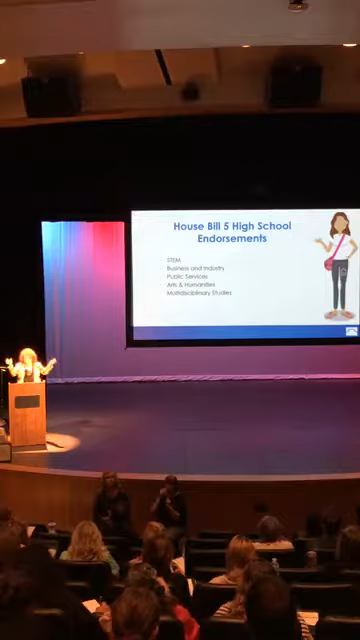 House Bill 5 High School
Endorsements
STEM
Business and Industry
Public Services
Arts & Humanities
Multidisciplinary Studies